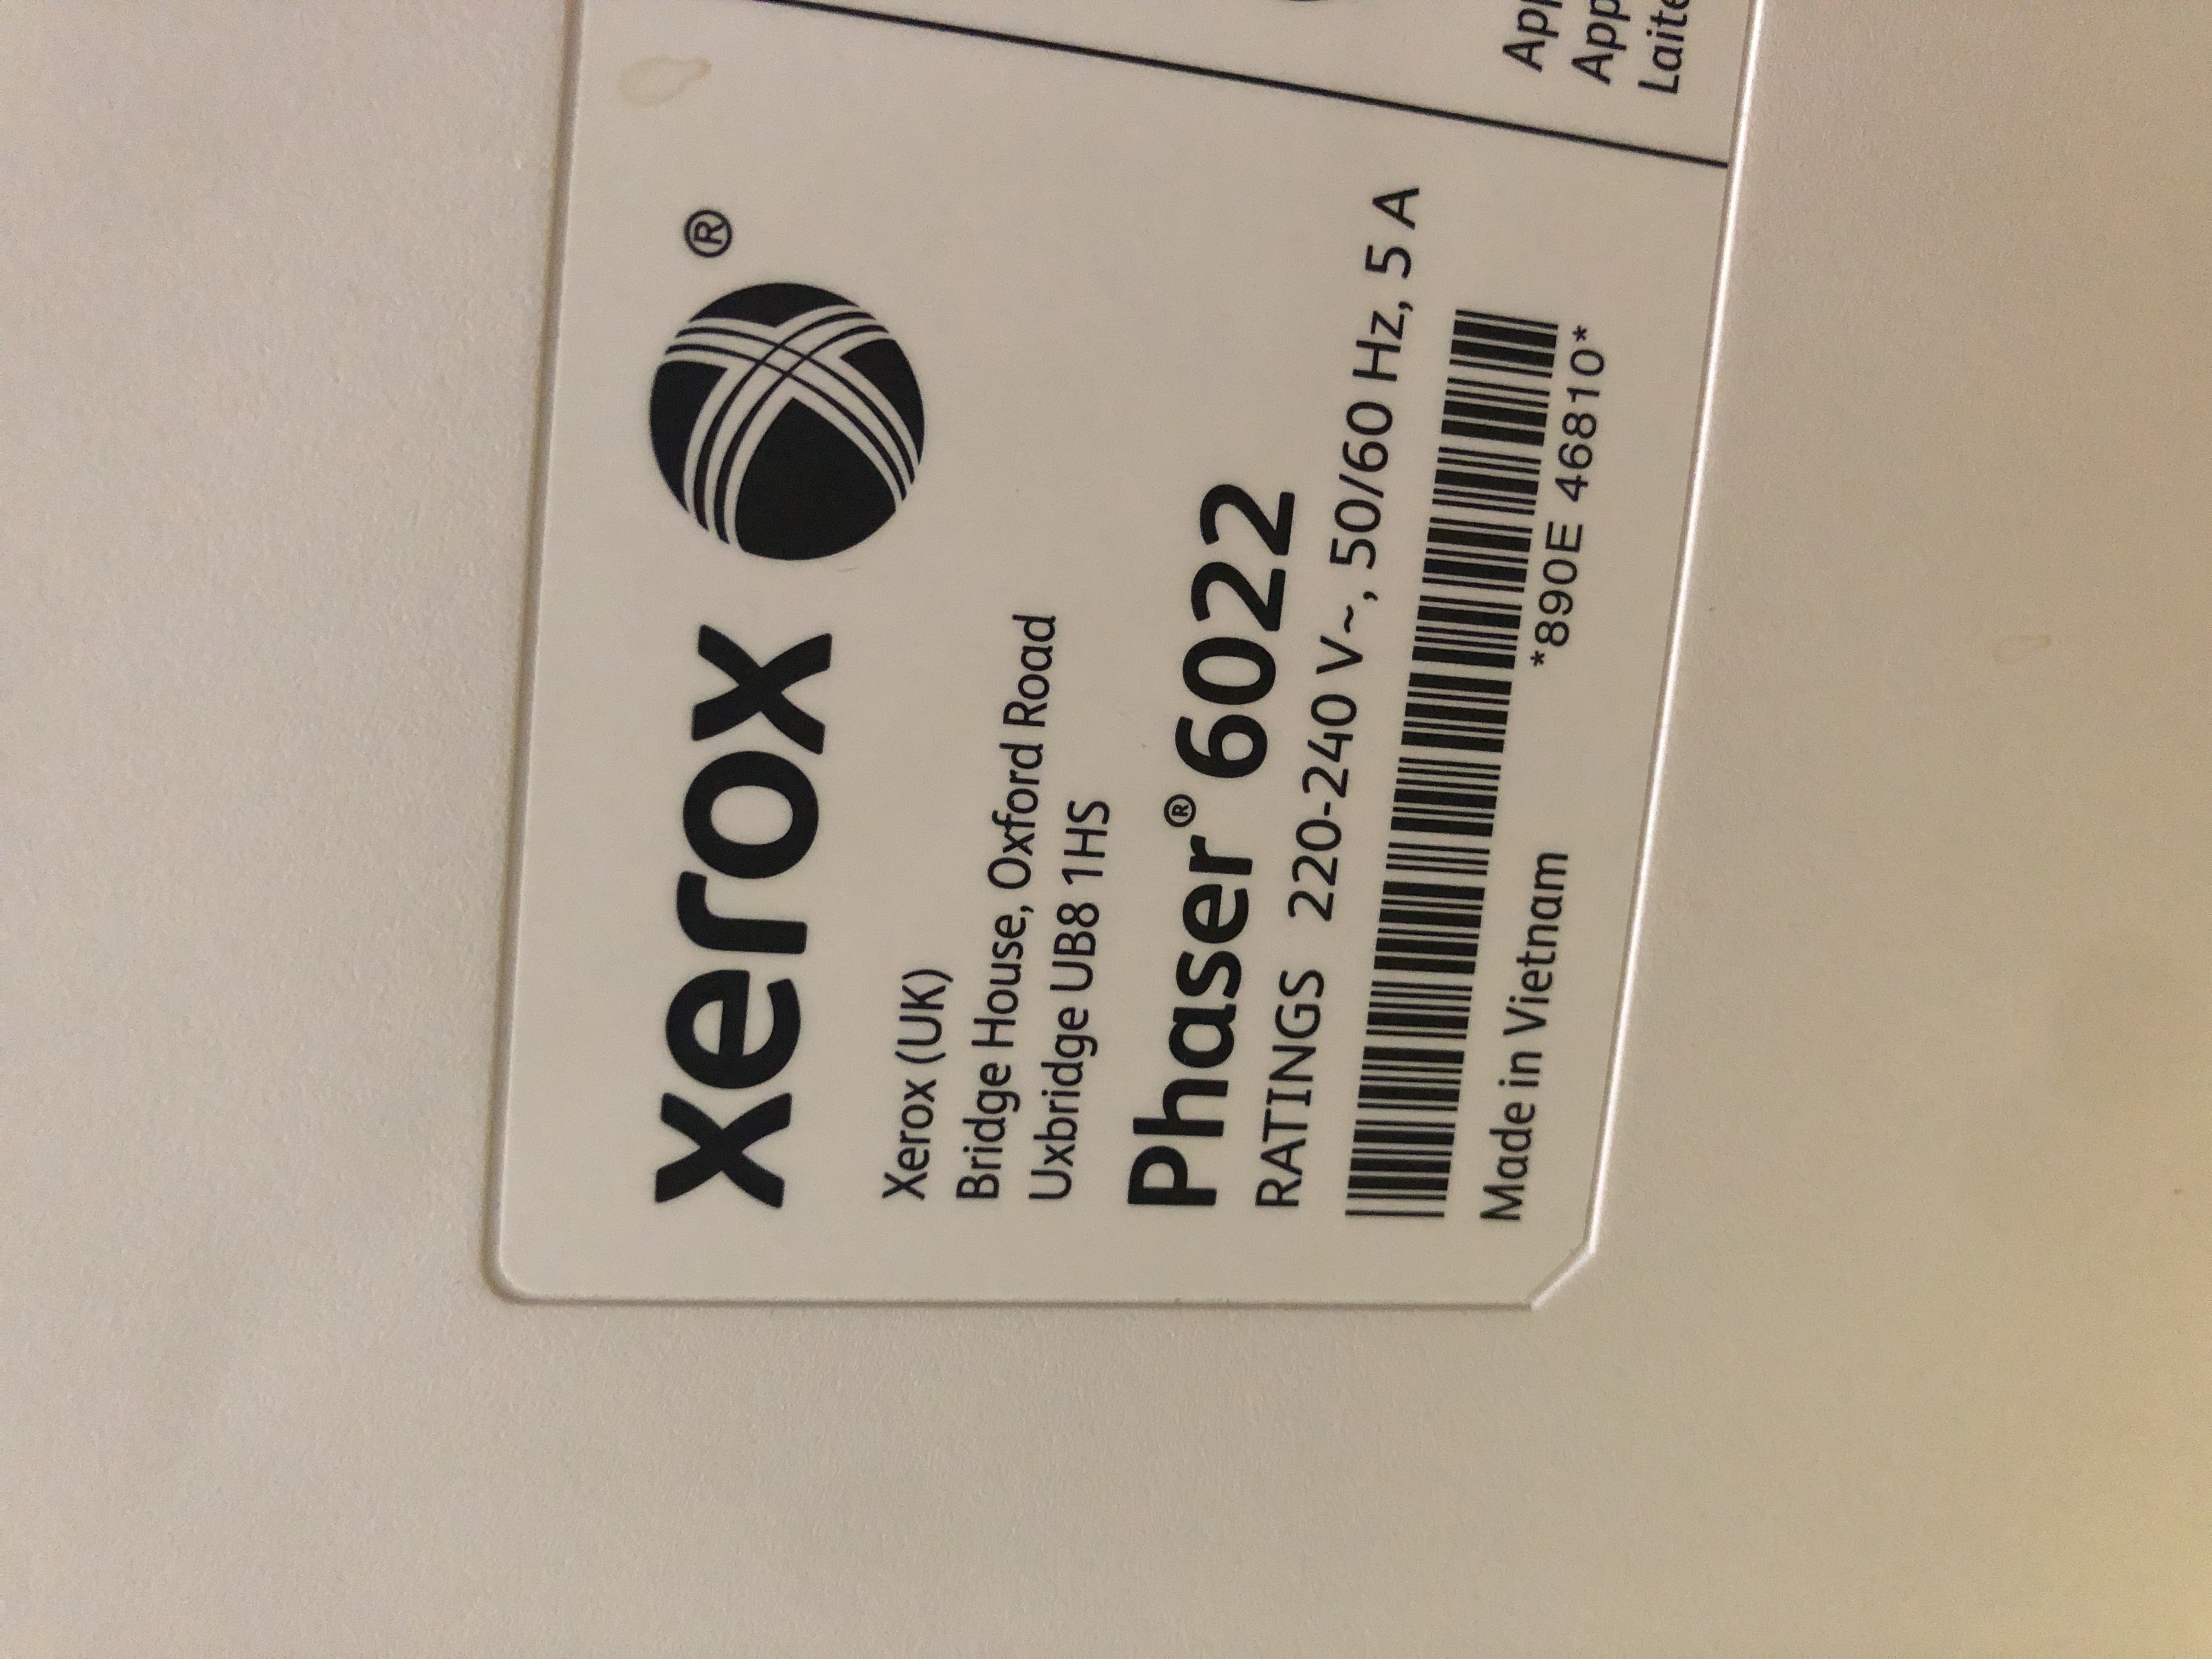 xerox ®
Xerox (UK)
Bridge House, Oxford Road
Uxbridge UB8 1HS
Phaser® 6022
RATINGS 220-240 V~, 50/60 Hz, 5 A
*890E 46810*
Made in Vietnam